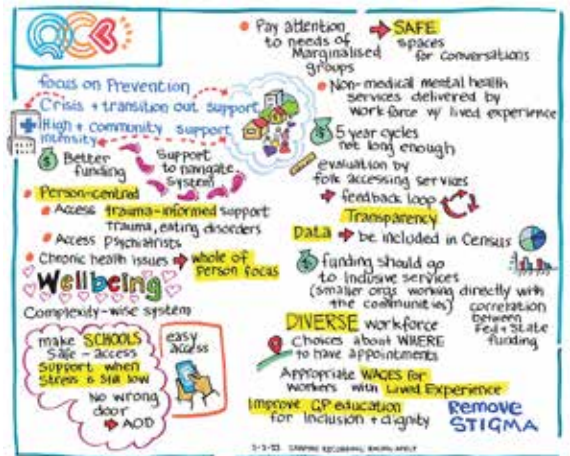 focus on Prevention
Crisis + transition out support
High + community support
intensity
Better
funding
Support
to navigate
system
Person-centred
Access trauma-informed support
trauma, eating disorders
Access
Psychiatrists
Chronic health issues → whole of
person focus
Wellbeing
Complexity-wise system
make SCHOOLS
Safe - access
Support when
Stress is still low
No wrong
door
→ AOD
easy
access
Pay attention
to needs of
Marginalised
groups
→ SAFE
spaces
for conversations
Non-medical mental health
services delivered by
workforce w/ lived experience
5 year cycles
not long enough
evaluation by
folk accessing services
→ feedback loop
Transparency
Data → be included in Census
funding should go
to inclusive services
(smaller orgs working directly with
the communities)
correlation
between
Fed + State
funding
DIVERSE workforce
choices about WHERE
to have appointments
Appropriate WAGES for
workers with Lived Experience
Improve GP education
for Inclusion + dignity
Remove
STIGMA